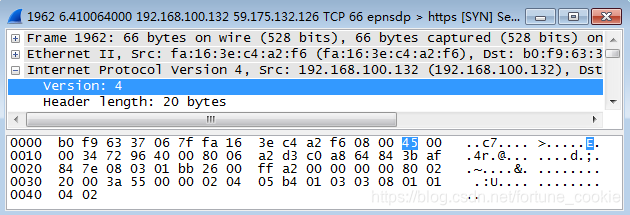 1962 6.410064000 192.168.100.132 59.175.132.126 TCP 66 epnsdp > https [SYN] Se...
Frame 1962: 66 bytes on wire (528 bits), 66 bytes captured (528 bits) on
Ethernet II, Src: fa:16:3e:c4:a2:f6 (fa:16:3e:c4:a2:f6), Dst: b0:f9:63:3
Internet Protocol Version 4, Src: 192.168.100.132 (192.168.100.132), Dst
Version: 4
Header length: 20 bytes
0000 b0 f9 63 37 06 7f fa 16 3e c4 a2 f6 08 00 45 00 ..c7.... >.....E.
0010 00 34 72 96 40 00 80 06 a2 d3 c0 a8 64 84 3b af .4r.@... ....d.;.
0020 84 7e 08 03 01 bb 26 00 ff a2 00 00 00 00 80 02 .~....&. ........
0030 20 00 3a 55 00 00 02 04 05 b4 01 03 03 08 01 01 .:U.... ........
0040 04 02 ..
https://blog.csdn.net/fortune_cookie